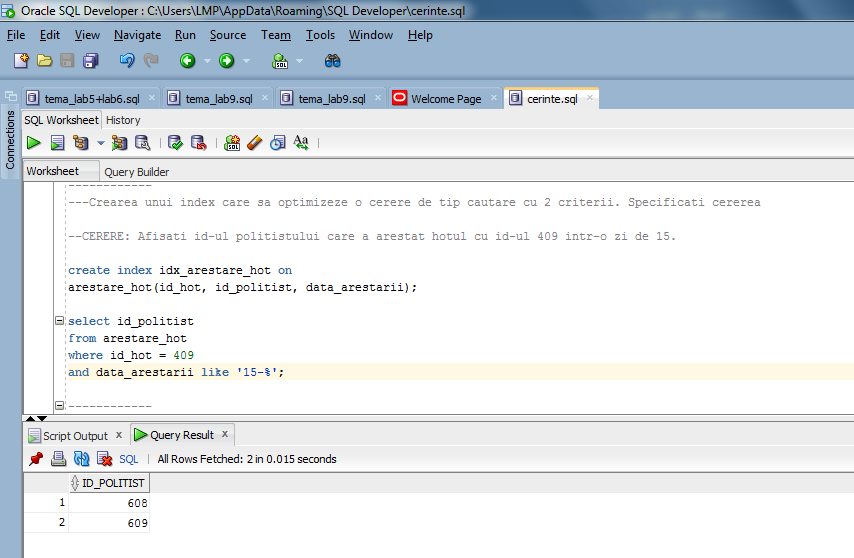 Oracle SQL Developer : C:\Users\LMP\AppData\Roaming\SQL Developer\cerinte.sql
File Edit View Navigate Run Source Team Tools Window Help
SQL
tema_lab5+lab6.sql × tema_lab9.sql × tema_lab9.sql × Welcome Page × cerinte.sql ×
Connections
SQL Worksheet History
SQL Aa
Worksheet Query Builder
------------
---Crearea unui index care sa optimizeze o cerere de tip cautare cu 2 criterii. Specificati cererea
--CERERE: Afisati id-ul politistului care a arestat hotul cu id-ul 409 intr-o zi de 15.
create index idx_arestare_hot on
arestare_hot(id_hot, id_politist, data_arestarii);
select id_politist
from arestare_hot
where id_hot = 409
and data_arestarii like '15-%';
------------
Script Output x Query Result x
SQL | All Rows Fetched: 2 in 0.015 seconds
ID_POLITIST
1 608
2 609